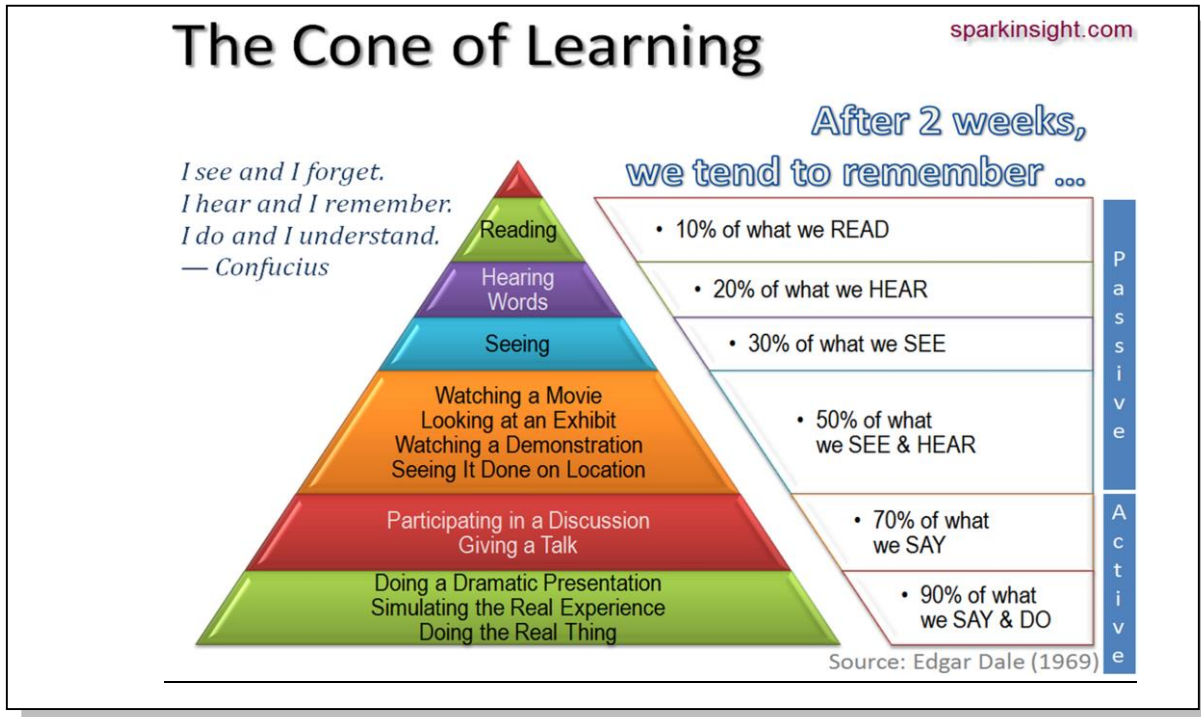 The Cone of Learning
sparkinsight.com
After 2 weeks,
we tend to remember ...
I see and I forget.
I hear and I remember.
I do and I understand.
— Confucius
Reading
Hearing
Words
Seeing
Watching a Movie
Looking at an Exhibit
Watching a Demonstration
Seeing It Done on Location
Participating in a Discussion
Giving a Talk
Doing a Dramatic Presentation
Simulating the Real Experience
Doing the Real Thing
• 10% of what we READ
• 20% of what we HEAR
• 30% of what we SEE
• 50% of what
we SEE & HEAR
• 70% of what
we SAY
• 90% of what
we SAY & DO
Passive
Active
Source: Edgar Dale (1969)